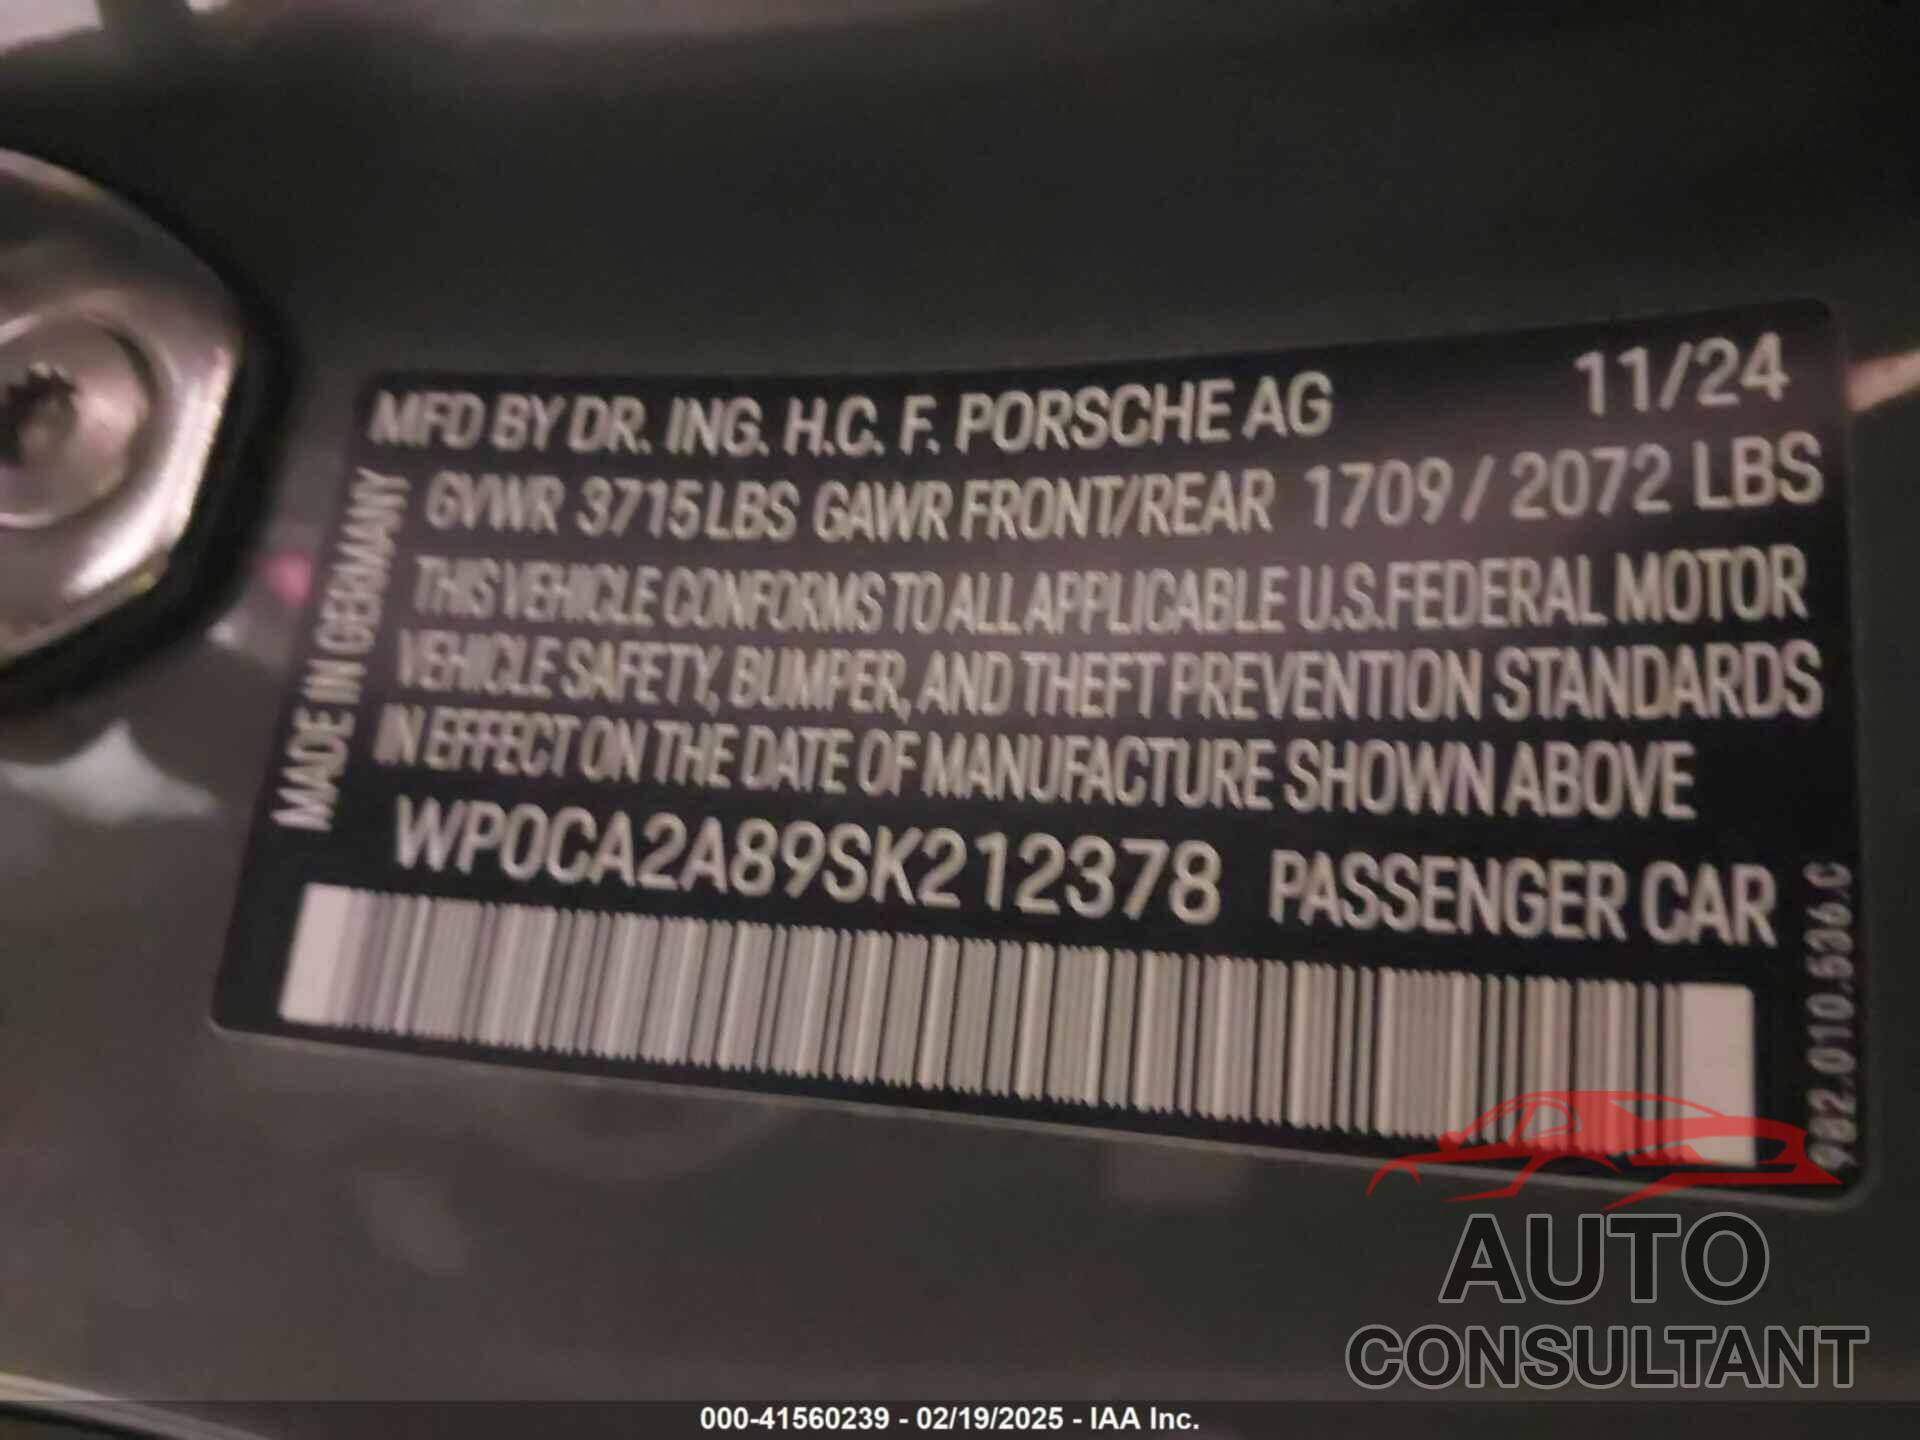 MFD BY DR. ING. H.C. F. PORSCHE AG 11/24
GVWR 3715 LBS GAWR FRONT/REAR 1709 / 2072 LBS
THIS VEHICLE CONFORMS TO ALL APPLICABLE U.S.FEDERAL MOTOR
VEHICLE SAFETY, BUMPER, AND THEFT PREVENTION STANDARDS
IN EFFECT ON THE DATE OF MANUFACTURE SHOWN ABOVE
WP0CA2A89SK212378 PASSENGER CAR
MADE IN GERMANY
982.010.536.C
AUTO
CONSULTANT
000-41560239 - 02/19/2025 - IAA Inc.